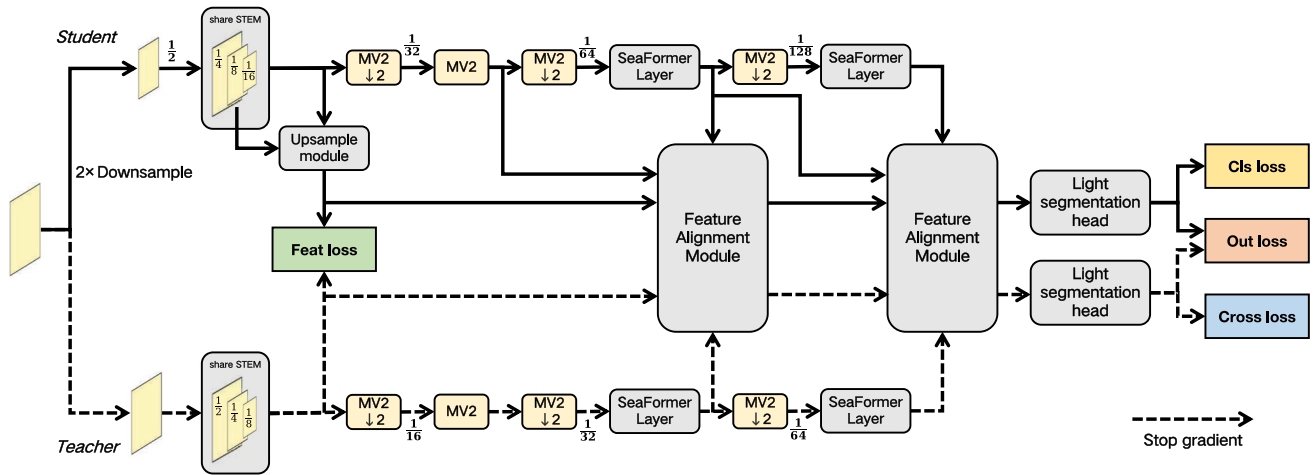 Student
1/2
share STEM
1/4
1/8
1/16
MV2
↓2
1/32
MV2
MV2
↓2
1/64
SeaFormer
Layer
MV2
↓2
1/128
SeaFormer
Layer
Upsample
module
2× Downsample
Feat loss
Feature
Alignment
Module
Feature
Alignment
Module
Light
segmentation
head
Light
segmentation
head
Cls loss
Out loss
Cross loss
Teacher
share STEM
1/2
1/4
1/8
MV2
↓2
1/16
MV2
MV2
↓2
1/32
SeaFormer
Layer
MV2
↓2
1/64
SeaFormer
Layer
Stop gradient